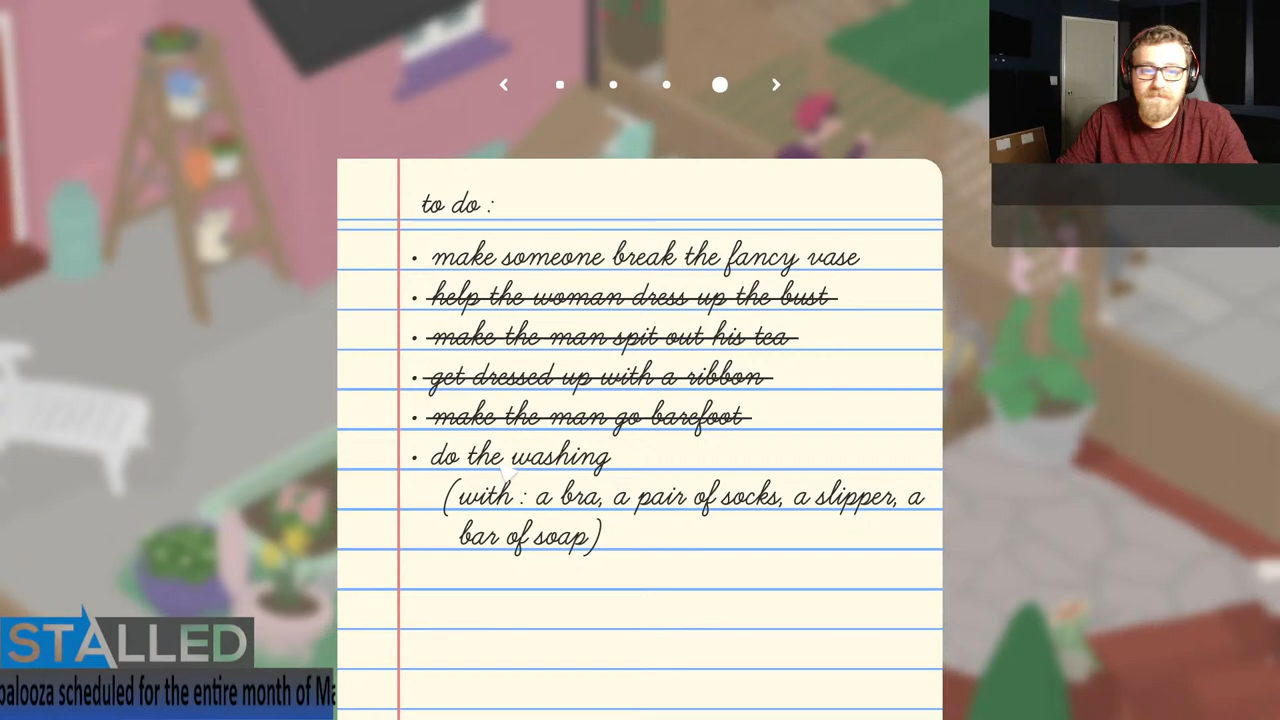 to do :
• make someone break the fancy vase
• help the woman dress up the bust
• make the man spit out his tea
• get dressed up with a ribbon
• make the man go barefoot
• do the washing
(with : a bra, a pair of socks, a slipper, a
bar of soap)
STALLED
palooza scheduled for the entire month of Ma